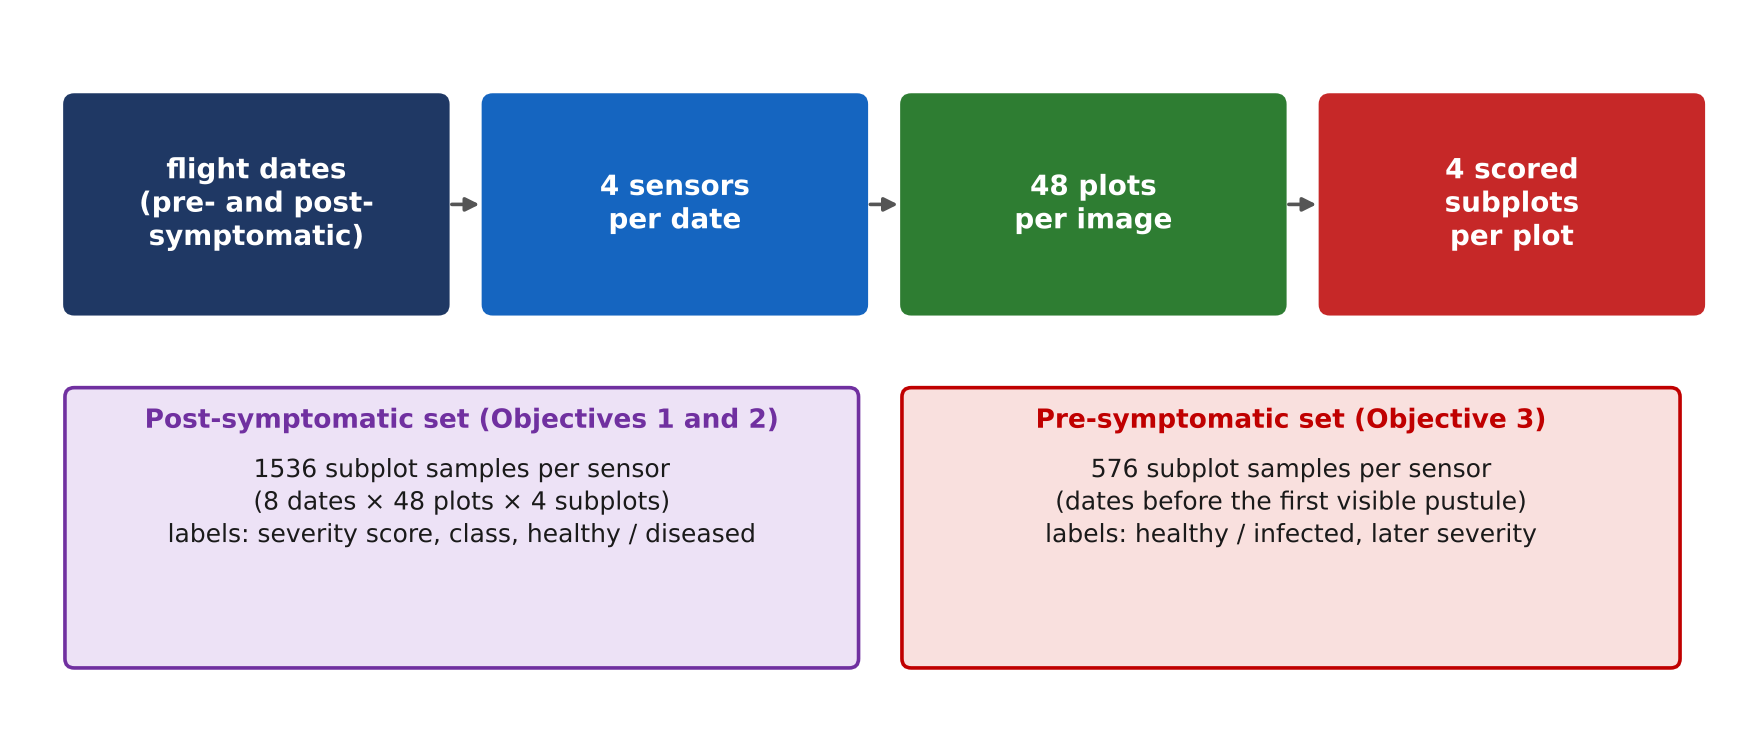 flight dates
(pre- and post-
symptomatic)
4 sensors
per date
48 plots
per image
4 scored
subplots
per plot
Post-symptomatic set (Objectives 1 and 2)
1536 subplot samples per sensor
(8 dates × 48 plots × 4 subplots)
labels: severity score, class, healthy / diseased
Pre-symptomatic set (Objective 3)
576 subplot samples per sensor
(dates before the first visible pustule)
labels: healthy / infected, later severity